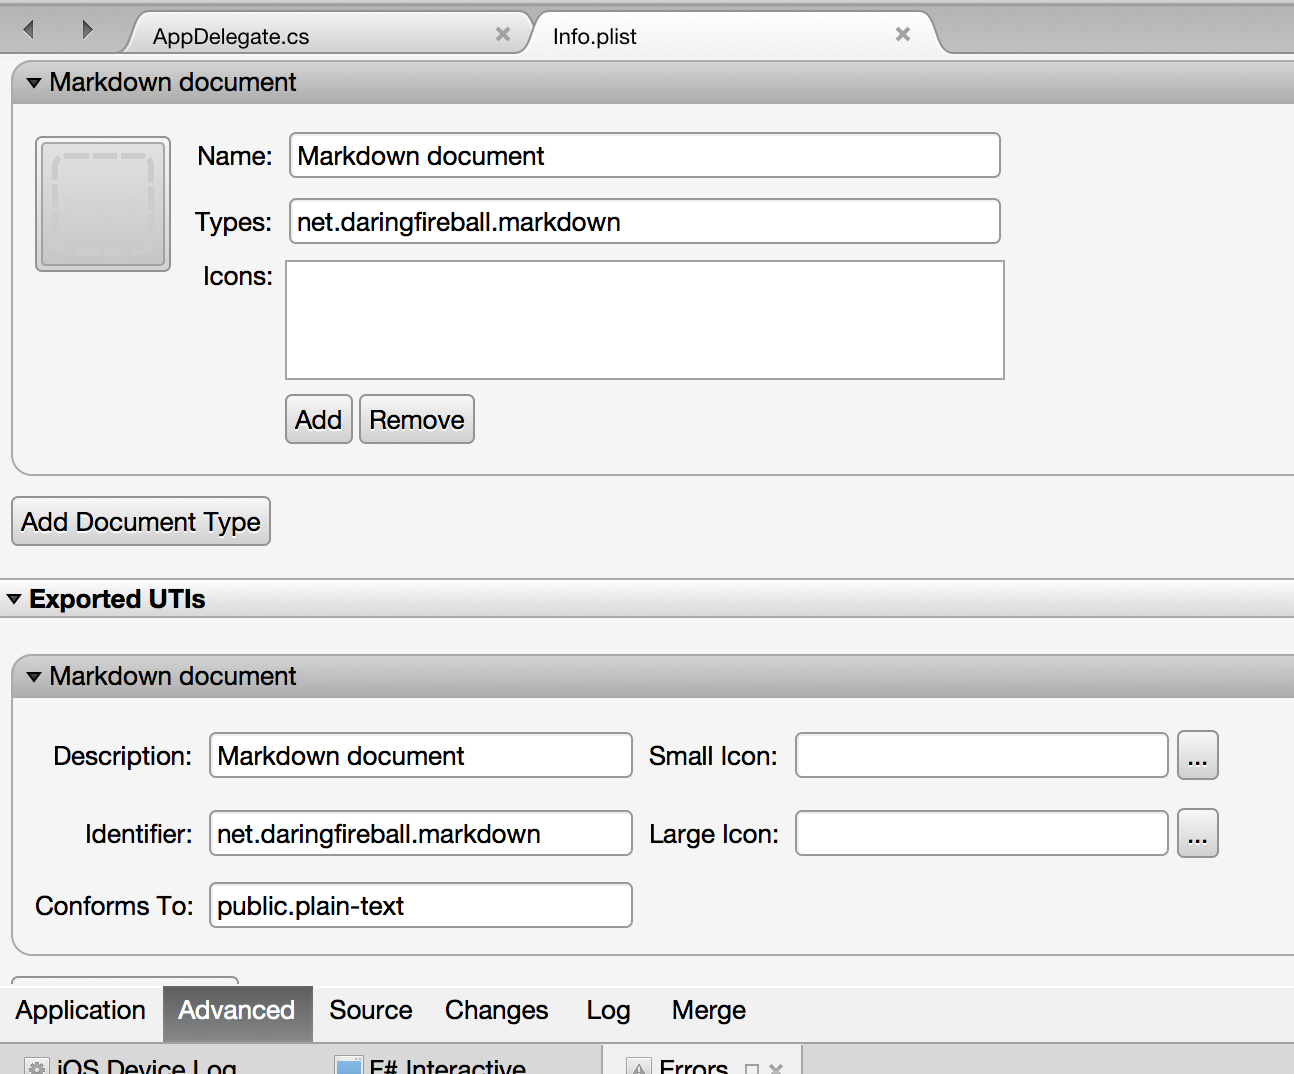 AppDelegate.cs
Info.plist
Markdown document
Name: Markdown document
Types: net.daringfireball.markdown
Icons:
Add Remove
Add Document Type
Exported UTIs
Markdown document
Description: Markdown document Small Icon: ...
Identifier: net.daringfireball.markdown Large Icon: ...
Conforms To: public.plain-text
Application Advanced Source Changes Log Merge
iOS Device Log F# Interactive Errors